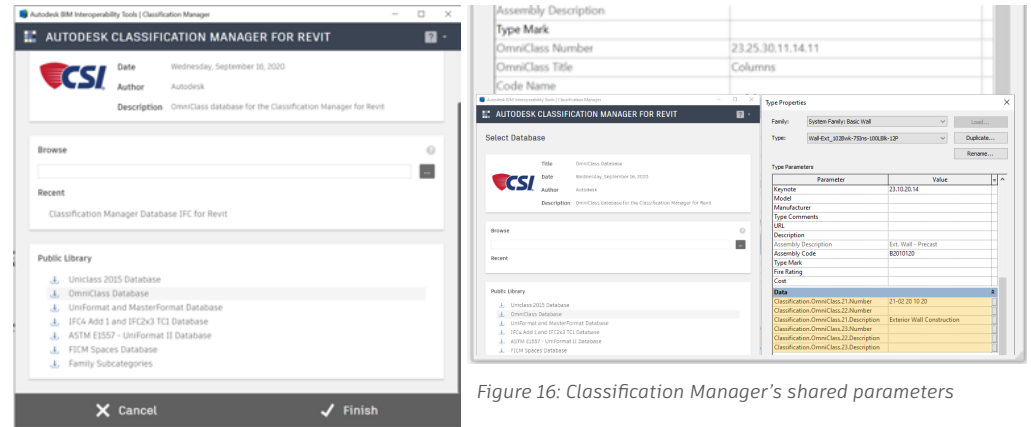 Autodesk BIM Interoperability Tools | Classification Manager
AUTODESK CLASSIFICATION MANAGER FOR REVIT
?
CSI
Date Wednesday, September 16, 2020
Author Autodesk
Description OmniClass database for the Classification Manager for Revit
Browse
...
Recent
Classification Manager Database IFC for Revit
Public Library
Uniclass 2015 Database
OmniClass Database
UniFormat and MasterFormat Database
IFC4 Add 1 and IFC2x3 TC1 Database
ASTM E1557 - UniFormat II Database
FICM Spaces Database
Family Subcategories
Cancel
Finish
Assembly Description
Type Mark
OmniClass Number 23.25.30.11.14.11
OmniClass Title Columns
Code Name
Autodesk BIM Interoperability Tools | Classification Manager
AUTODESK CLASSIFICATION MANAGER FOR REVIT
?
Select Database
Title OmniClass Database
CSI
Date Wednesday, September 16, 2020
Author Autodesk
Description OmniClass database for the Classification Manager for Revit
Browse
...
Recent
Public Library
Uniclass 2015 Database
OmniClass Database
UniFormat and MasterFormat Database
IFC4 Add 1 and IFC2x3 TC1 Database
ASTM E1557 - UniFormat II Database
FICM Spaces Database
Type Properties
Family: System Family: Basic Wall Load...
Type: Wall-Ext_102Bwk-75Ins-100LBlk-12P Duplicate...
Rename...
Type Parameters
Parameter Value =
Keynote 23.10.20.14
Model
Manufacturer
Type Comments
URL
Description
Assembly Description Ext. Wall - Precast
Assembly Code B2010120
Type Mark
Fire Rating
Cost
Data
Classification.OmniClass.21.Number 21-02 20 10 20
Classification.OmniClass.22.Number
Classification.OmniClass.21.Description Exterior Wall Construction
Classification.OmniClass.23.Number
Classification.OmniClass.22.Description
Classification.OmniClass.23.Description
Figure 16: Classification Manager’s shared parameters